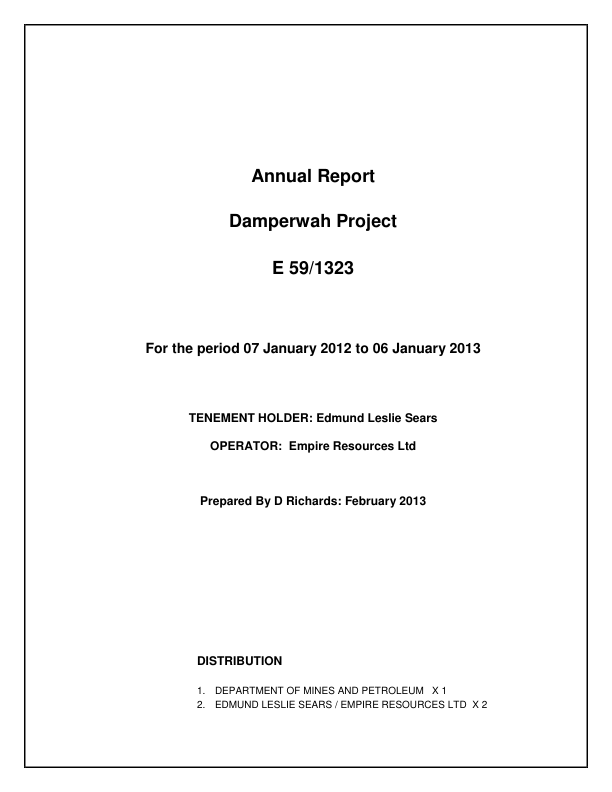 Annual Report
Damperwah Project
E 59/1323
For the period 07 January 2012 to 06 January 2013
TENEMENT HOLDER: Edmund Leslie Sears
OPERATOR:  Empire Resources Ltd
Prepared By D Richards: February 2013
DISTRIBUTION
1. DEPARTMENT OF MINES AND PETROLEUM X 1
2. EDMUND LESLIE SEARS / EMPIRE RESOURCES LTD X 2